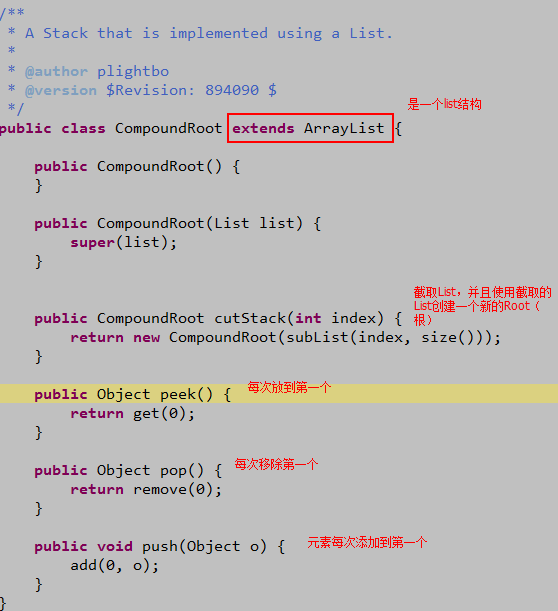 /**
 * A Stack that is implemented using a List.
 *
 * @author plightbo
 * @version $Revision: 894090 $
 */
是一个list结构
public class CompoundRoot extends ArrayList {
    public CompoundRoot() {
    }
    public CompoundRoot(List list) {
        super(list);
    }
截取List，并且使用截取的
List创建一个新的Root（
根）
    public CompoundRoot cutStack(int index) {
        return new CompoundRoot(subList(index, size()));
    }
    public Object peek() { 每次放到第一个
        return get(0);
    }
    public Object pop() { 每次移除第一个
        return remove(0);
    }
    public void push(Object o) { 元素每次添加到第一个
        add(0, o);
    }
}